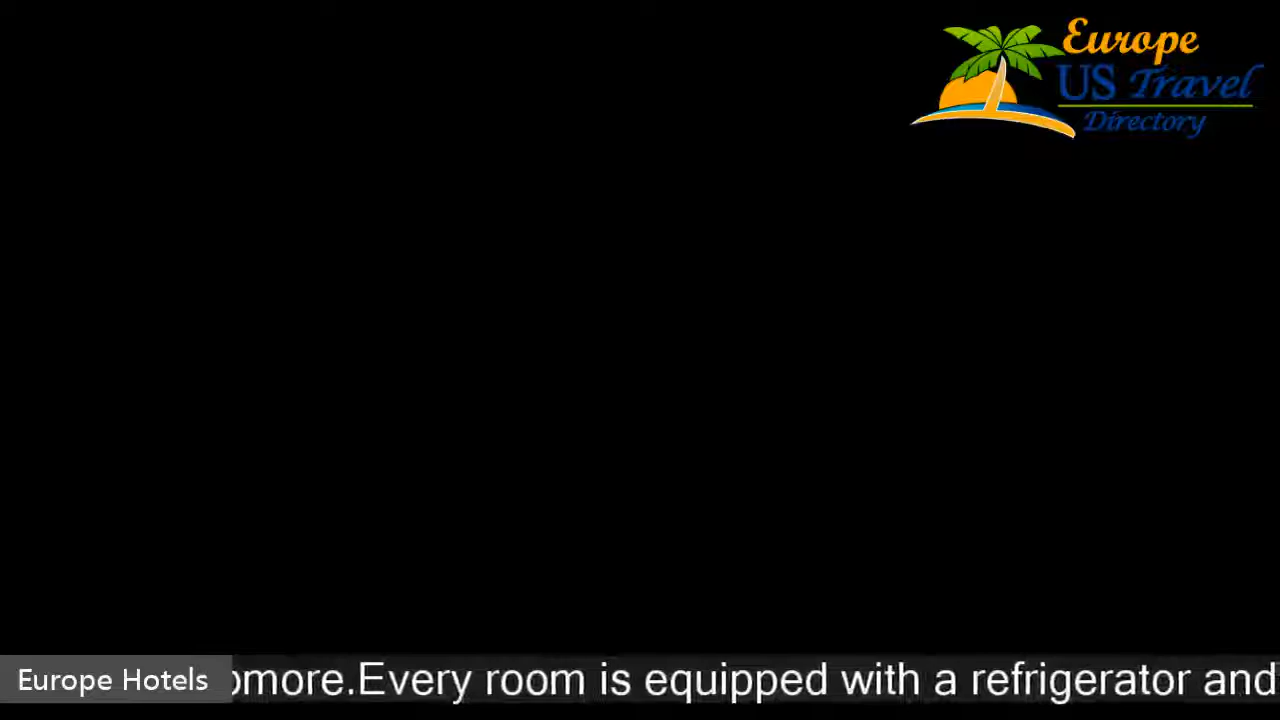 Europe
US Travel
Directory
Europe Hotels
omore.Every room is equipped with a refrigerator and